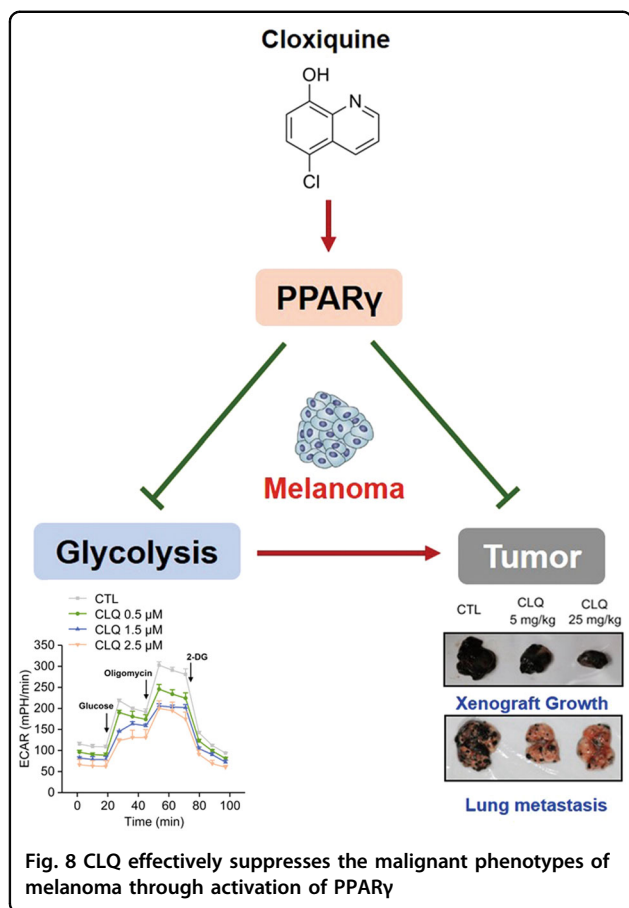 Cloxiquine
OH
N
Cl
PPARγ
Melanoma
Glycolysis
Tumor
CTL
CLQ 0.5 μM
CLQ 1.5 μM
CLQ 2.5 μM
ECAR (mPH/min)
350
300
250
200
150
100
50
0
Glucose
Oligomycin
2-DG
0 20 40 60 80 100
Time (min)
CTL
CLQ
5 mg/kg
CLQ
25 mg/kg
Xenograft Growth
Lung metastasis
Fig. 8 CLQ effectively suppresses the malignant phenotypes of
melanoma through activation of PPARγ